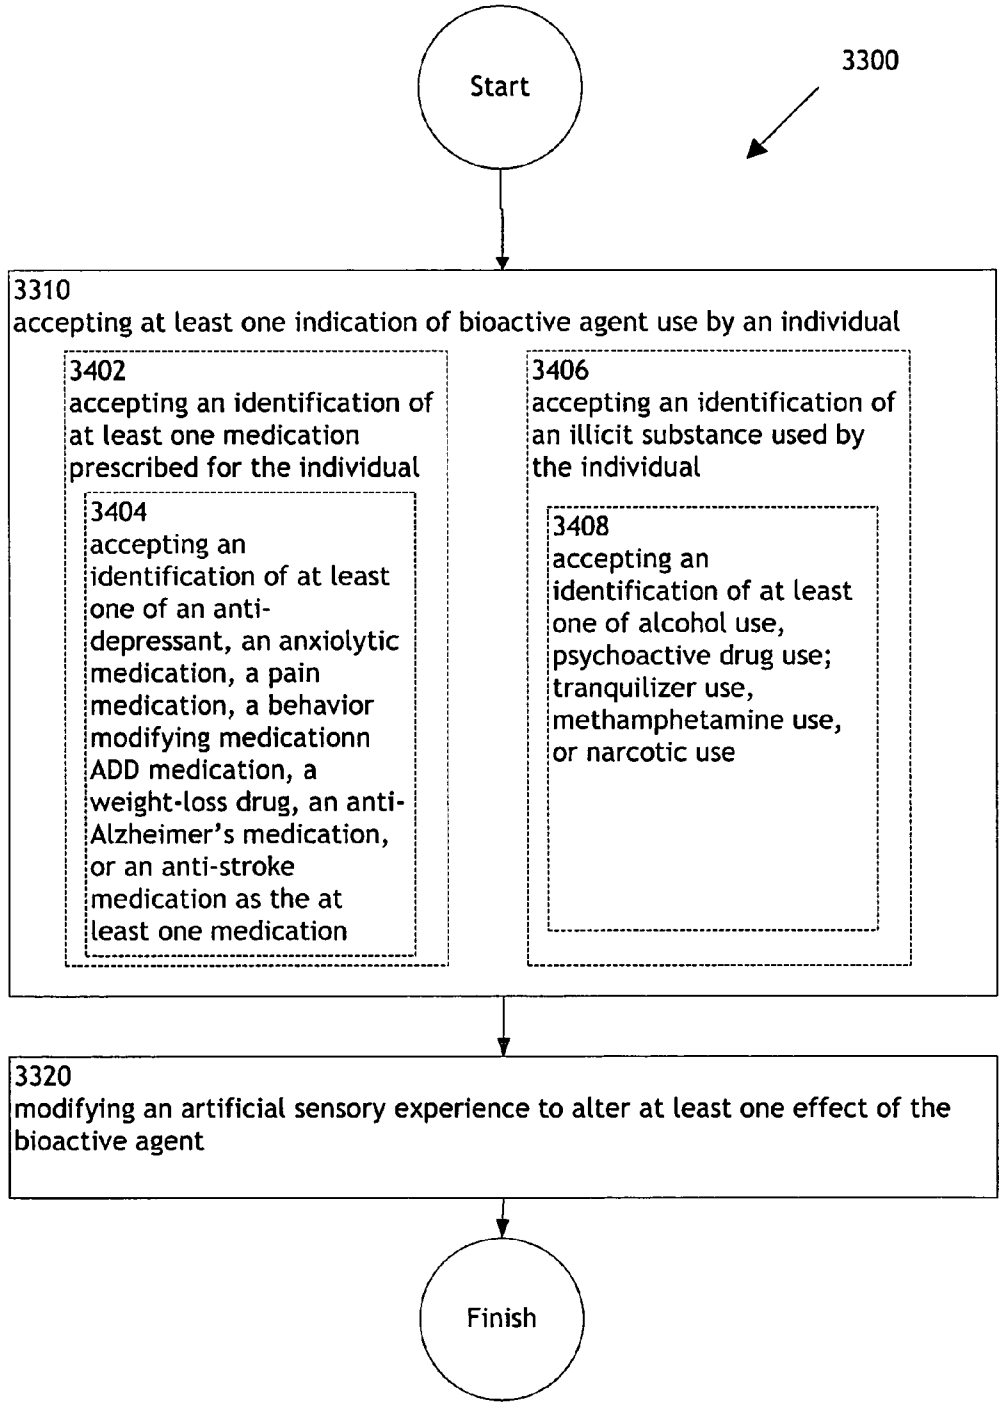 Start
3300
3310
accepting at least one indication of bioactive agent use by an individual
3402
accepting an identification of
at least one medication
prescribed for the individual
3404
accepting an
identification of at least
one of an anti-
depressant, an anxiolytic
medication, a pain
medication, a behavior
modifying medicationn
ADD medication, a
weight-loss drug, an anti-
Alzheimer's medication,
or an anti-stroke
medication as the at
least one medication
3406
accepting an identification of
an illicit substance used by
the individual
3408
accepting an
identification of at least
one of alcohol use,
psychoactive drug use;
tranquilizer use,
methamphetamine use,
or narcotic use
3320
modifying an artificial sensory experience to alter at least one effect of the
bioactive agent
Finish